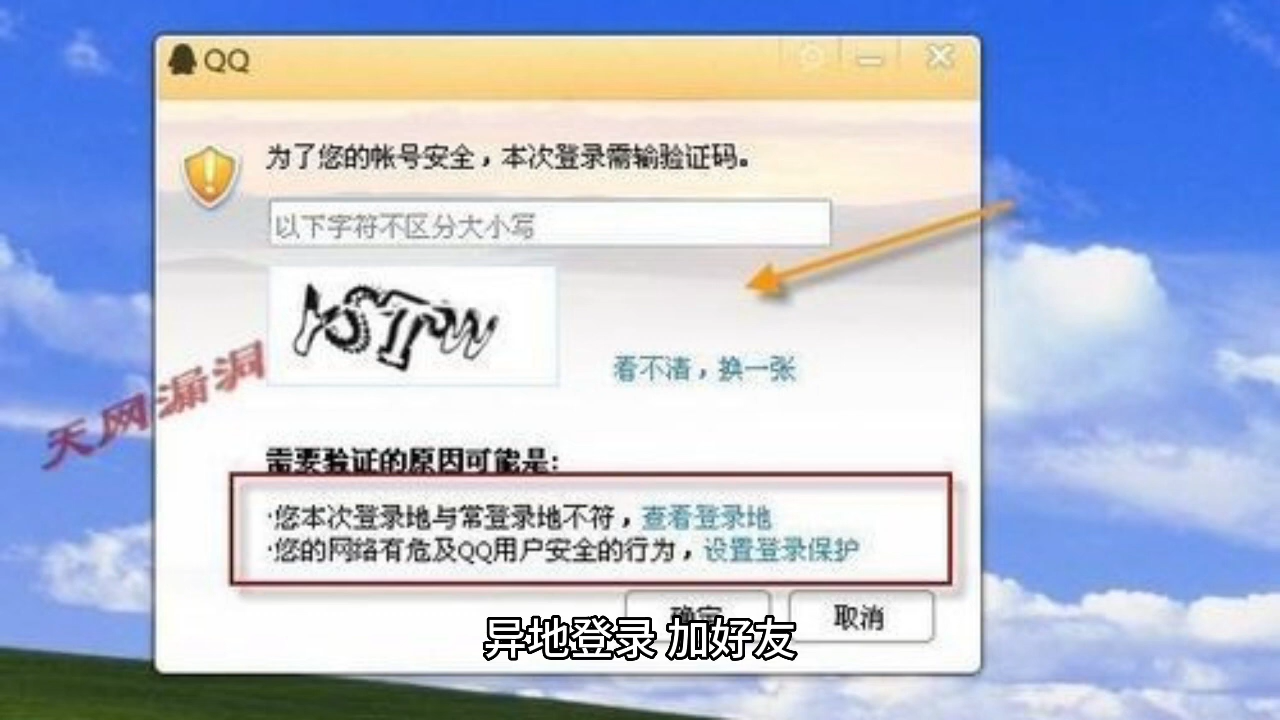 QQ
为了您的帐号安全，本次登录需输验证码。
以下字符不区分大小写
看不清，换一张
天网漏洞
需要验证的原因可能是:
·您本次登录地与常登录地不符，查看登录地
·您的网络有危及QQ用户安全的行为，设置登录保护
确定 取消
异地登录 加好友